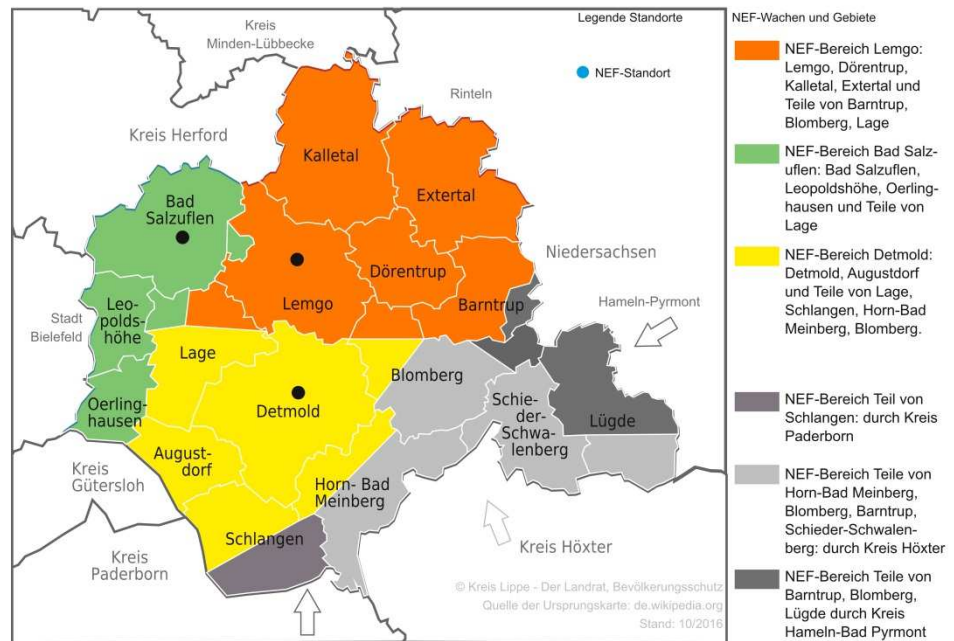 Kreis
Minden-Lübbecke
Legende Standorte
NEF-Standort
Rinteln
Kreis Herford
Kalletal
Extertal
Bad
Salzuflen
Niedersachsen
Dörentrup
Lemgo
Barntrup
Hameln-Pyrmont
Leo-
polds-
höhe
Stadt
Bielefeld
Lage
Blomberg
Oerling-
hausen
Detmold
Schie-
der-
Schwa-
lenberg
Lügde
August-
dorf
Kreis
Gütersloh
Horn- Bad
Meinberg
Schlangen
Kreis Höxter
Kreis
Paderborn
© Kreis Lippe - Der Landrat, Bevölkerungsschutz
Quelle der Ursprungskarte: de.wikipedia.org
Stand: 10/2016
NEF-Wachen und Gebiete
NEF-Bereich Lemgo:
Lemgo, Dörentrup,
Kalletal, Extertal und
Teile von Barntrup,
Blomberg, Lage
NEF-Bereich Bad Salz-
uflen: Bad Salzuflen,
Leopoldshöhe, Oerling-
hausen und Teile von
Lage
NEF-Bereich Detmold:
Detmold, Augustdorf
und Teile von Lage,
Schlangen, Horn-Bad
Meinberg, Blomberg.
NEF-Bereich Teil von
Schlangen: durch Kreis
Paderborn
NEF-Bereich Teile von
Horn-Bad Meinberg,
Blomberg, Barntrup,
Schieder-Schwalen-
berg: durch Kreis Höxter
NEF-Bereich Teile von
Barntrup, Blomberg,
Lügde durch Kreis
Hameln-Bad Pyrmont